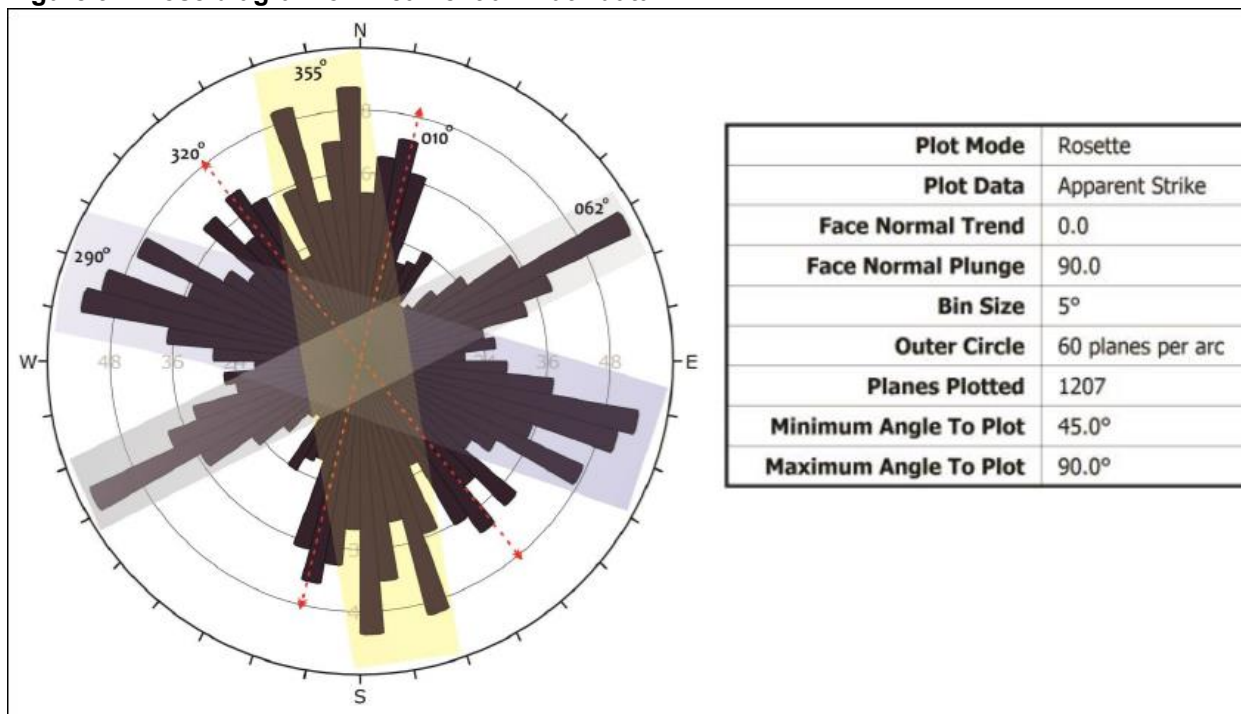 N
355°
010°
320°
062°
290°
W
48
36
36
48
E
S
Plot Mode Rosette
Plot Data Apparent Strike
Face Normal Trend 0.0
Face Normal Plunge 90.0
Bin Size 5°
Outer Circle 60 planes per arc
Planes Plotted 1207
Minimum Angle To Plot 45.0°
Maximum Angle To Plot 90.0°